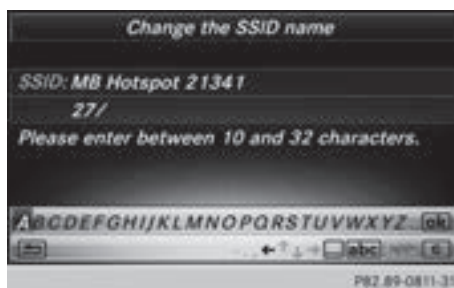 Change the SSID name
SSID: MB Hotspot 21341
27/
Please enter between 10 and 32 characters.
ABCDEFGHIJKLMNOPQRSTUVWXYZ ok
abc c
P82.89-0811-31